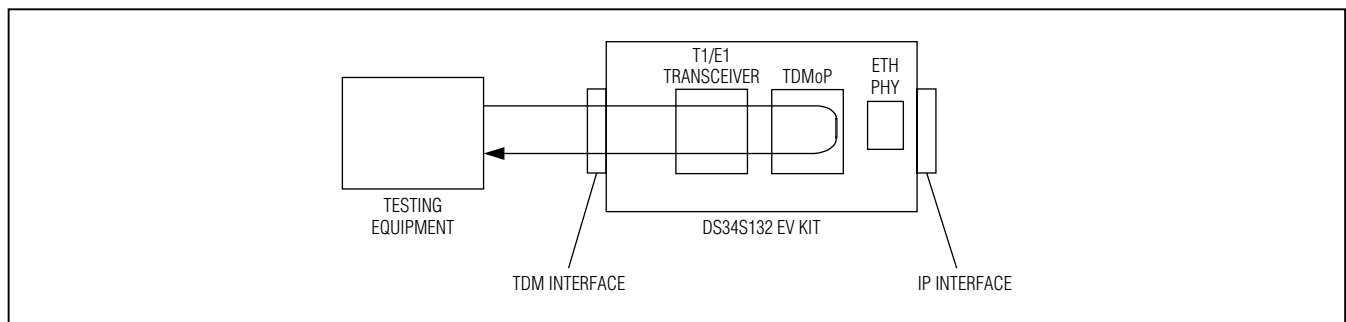 T1/E1
TRANSCEIVER
TDMoP
ETH
PHY
TESTING
EQUIPMENT
DS34S132 EV KIT
TDM INTERFACE
IP INTERFACE